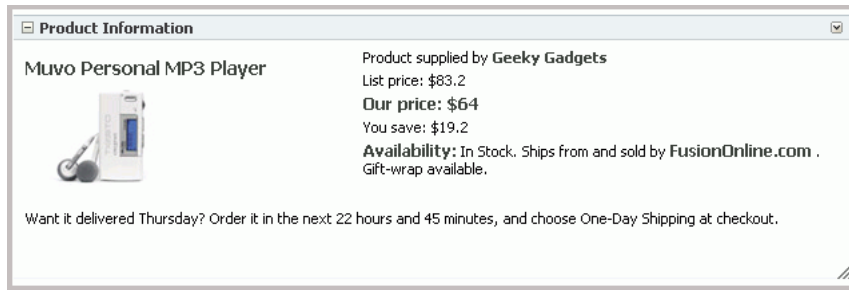 Product Information
Muvo Personal MP3 Player
Product supplied by Geeky Gadgets
List price: $83.2
Our price: $64
You save: $19.2
Availability: In Stock. Ships from and sold by FusionOnline.com .
Gift-wrap available.
Want it delivered Thursday? Order it in the next 22 hours and 45 minutes, and choose One-Day Shipping at checkout.